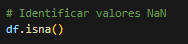 # Identificar valores NaN
df.isna()